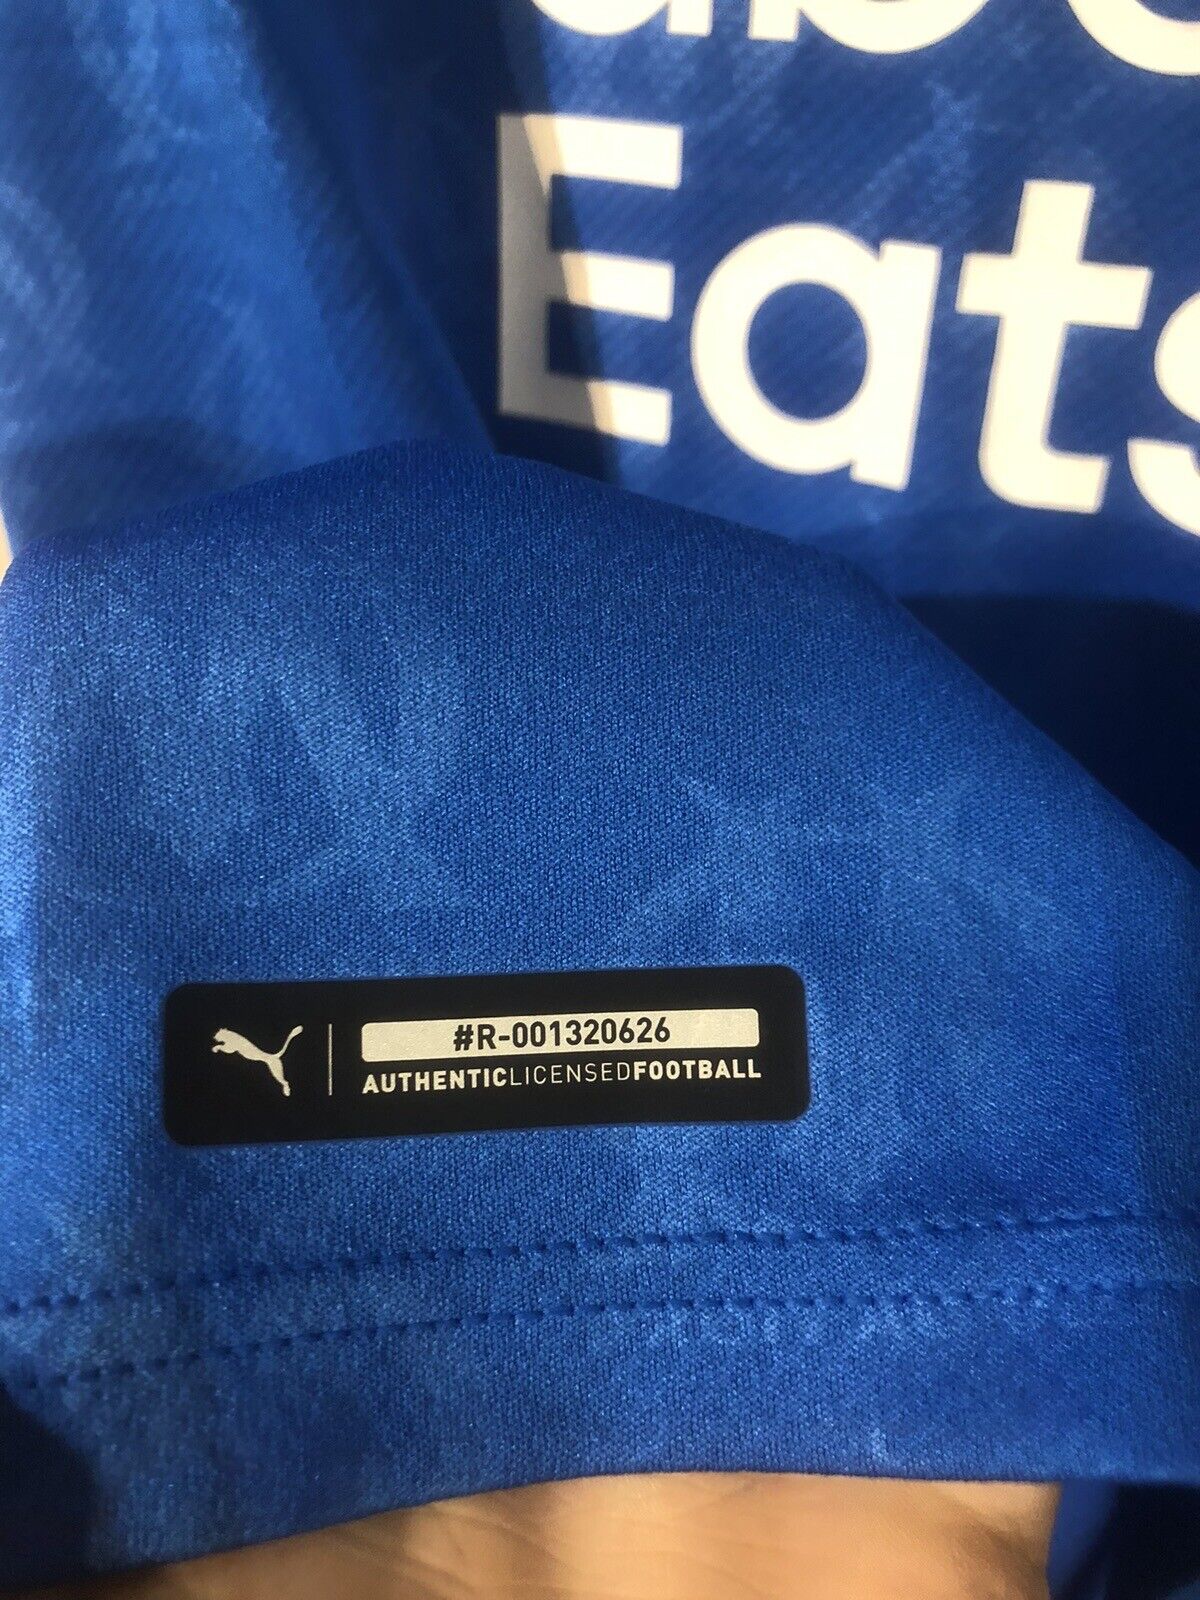 Eats
#R-001320626
AUTHENTICLICENSEDFOOTBALL